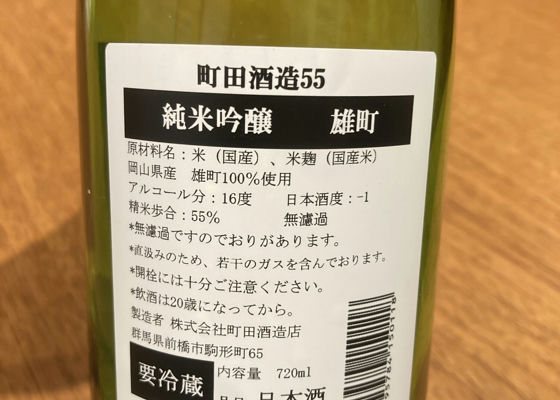 町田酒造55
純米吟醸 雄町
原材料名：米（国産）、米麹（国産米）
岡山県産 雄町100％使用
アルコール分：16度 日本酒度：-1
精米歩合：55％ 無濾過
*無濾過ですのでおりがあります。
*直汲みのため、若干のガスを含んでおります。
*開栓には十分ご注意ください。
*飲酒は20歳になってから。
製造者 株式会社町田酒造店
群馬県前橋市駒形町65
要冷蔵 内容量 720ml
品目 日本酒